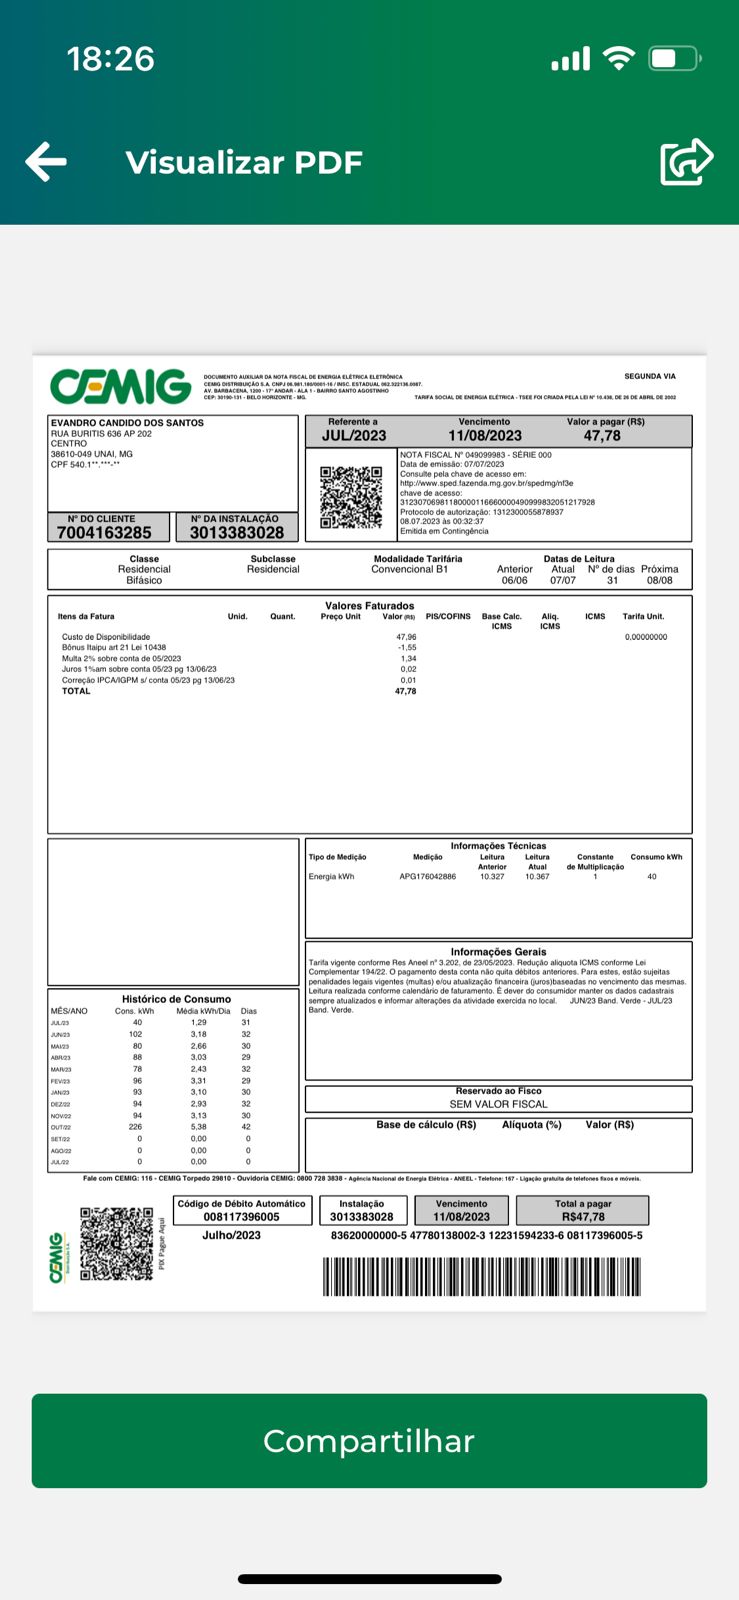 18:26
Visualizar PDF
CEMIG
DOCUMENTO AUXILIAR DA NOTA FISCAL DE ENERGIA ELÉTRICA ELETRÔNICA
CEMIG DISTRIBUIÇÃO S.A. CNPJ 06.981.180/0001-16 / INSC. ESTADUAL 062.322136.0087.
AV. BARBACENA, 1200 - 17° ANDAR - ALA 1 - BAIRRO SANTO AGOSTINHO
CEP: 30190-131 - BELO HORIZONTE - MG.
SEGUNDA VIA
TARIFA SOCIAL DE ENERGIA ELÉTRICA - TSEE FOI CRIADA PELA LEI N° 10.438, DE 26 DE ABRIL DE 2002
EVANDRO CANDIDO DOS SANTOS
RUA BURITIS 636 AP 202
CENTRO
38610-049 UNAI, MG
CPF 540.1**.***-**
Nº DO CLIENTE Nº DA INSTALAÇÃO
7004163285 3013383028
Referente a Vencimento Valor a pagar (R$)
JUL/2023 11/08/2023 47,78
NOTA FISCAL Nº 049099983 - SÉRIE 000
Data de emissão: 07/07/2023
Consulte pela chave de acesso em:
http://www.sped.fazenda.mg.gov.br/spedmg/nf3e
chave de acesso:
31230706981180000116660000490999832051217928
Protocolo de autorização: 1312300055878937
08.07.2023 às 00:32:37
Emitida em Contingência
Classe Subclasse Modalidade Tarifária Datas de Leitura
Residencial Residencial Convencional B1 Anterior Atual Nº de dias Próxima
Bifásico 06/06 07/07 31 08/08
Valores Faturados
Itens da Fatura Unid. Quant. Preço Unit Valor (R$) PIS/COFINS Base Calc. ICMS Aliq. ICMS ICMS Tarifa Unit.
Custo de Disponibilidade 47,96 0,00000000
Bônus Itaipu art 21 Lei 10438 -1,55
Multa 2% sobre conta de 05/2023 1,34
Juros 1%am sobre conta 05/23 pg 13/06/23 0,02
Correção IPCA/IGPM s/ conta 05/23 pg 13/06/23 0,01
TOTAL 47,78
Informações Técnicas
Tipo de Medição Medição Leitura Anterior Leitura Atual Constante de Multiplicação Consumo kWh
Energia kWh APG176042886 10.327 10.367 1 40
Informações Gerais
Tarifa vigente conforme Res Aneel nº 3.202, de 23/05/2023. Redução aliquota ICMS conforme Lei
Complementar 194/22. O pagamento desta conta não quita débitos anteriores. Para estes, estão sujeitas
penalidades legais vigentes (multas) e/ou atualização financeira (juros)baseadas no vencimento das mesmas.
Leitura realizada conforme calendário de faturamento. É dever do consumidor manter os dados cadastrais
sempre atualizados e informar alterações da atividade exercida no local. JUN/23 Band. Verde - JUL/23
Band. Verde.
Histórico de Consumo
MÊS/ANO Cons. kWh Média kWh/Dia Dias
JUL/23 40 1,29 31
JUN/23 102 3,18 32
MAI/23 80 2,66 30
ABR/23 88 3,03 29
MAR/23 78 2,43 32
FEV/23 96 3,31 29
JAN/23 93 3,10 30
DEZ/22 94 2,93 32
NOV/22 94 3,13 30
OUT/22 226 5,38 42
SET/22 0 0,00 0
AGO/22 0 0,00 0
JUL/22 0 0,00 0
Reservado ao Fisco
SEM VALOR FISCAL
Base de cálculo (R$) Alíquota (%) Valor (R$)
Fale com CEMIG: 116 - CEMIG Torpedo 29810 - Ouvidoria CEMIG: 0800 728 3838 - Agência Nacional de Energia Elétrica - ANEEL - Telefone: 167 - Ligação gratuita de telefones fixos e móveis.
CEMIG
Distribuição S.A.
PIX Pague Aqui
Código de Débito Automático Instalação Vencimento Total a pagar
008117396005 3013383028 11/08/2023 R$47,78
Julho/2023 83620000000-5 47780138002-3 12231594233-6 08117396005-5
Compartilhar